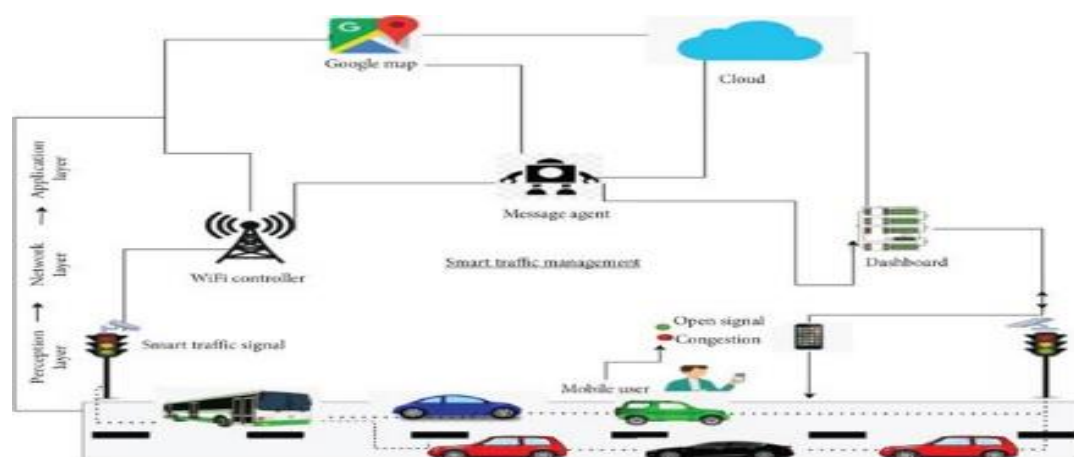 G
Google map
Cloud
Message agent
WiFi controller
Smart traffic management
Dashboard
Smart traffic signal
Open signal
Congestion
Mobile user
Application
layer
Network
layer
Perception
layer